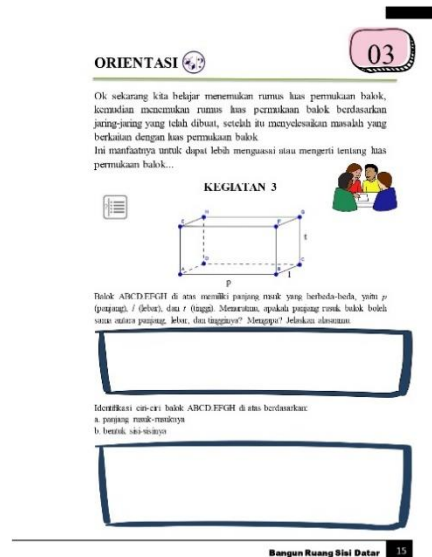 03
ORIENTASI
Ok sekarang kita belajar menemukan rumus luas permukaan balok,
kemudian menemukan rumus luas permukaan balok berdasarkan
jaring-jaring yang telah dibuat, setelah itu menyelesaikan masalah yang
berkaitan dengan luas permukaan balok
Ini manfaatnya untuk dapat lebih menguasai atau mengerti tentang luas
permukaan balok...
KEGIATAN 3
H
G
E
F
t
D
C
A
B
l
p
Balok ABCD.EFGH di atas memiliki panjang rusuk yang berbeda-beda, yaitu p
(panjang), l (lebar), dan t (tinggi). Menurutmu, apakah panjang rusuk balok boleh
sama antara panjang, lebar, dan tingginya? Mengapa? Jelaskan alasanmu.
Identifikasi ciri-ciri balok ABCD.EFGH di atas berdasarkan:
a. panjang rusuk-rusuknya
b. bentuk sisi-sisinya
Bangun Ruang Sisi Datar 15